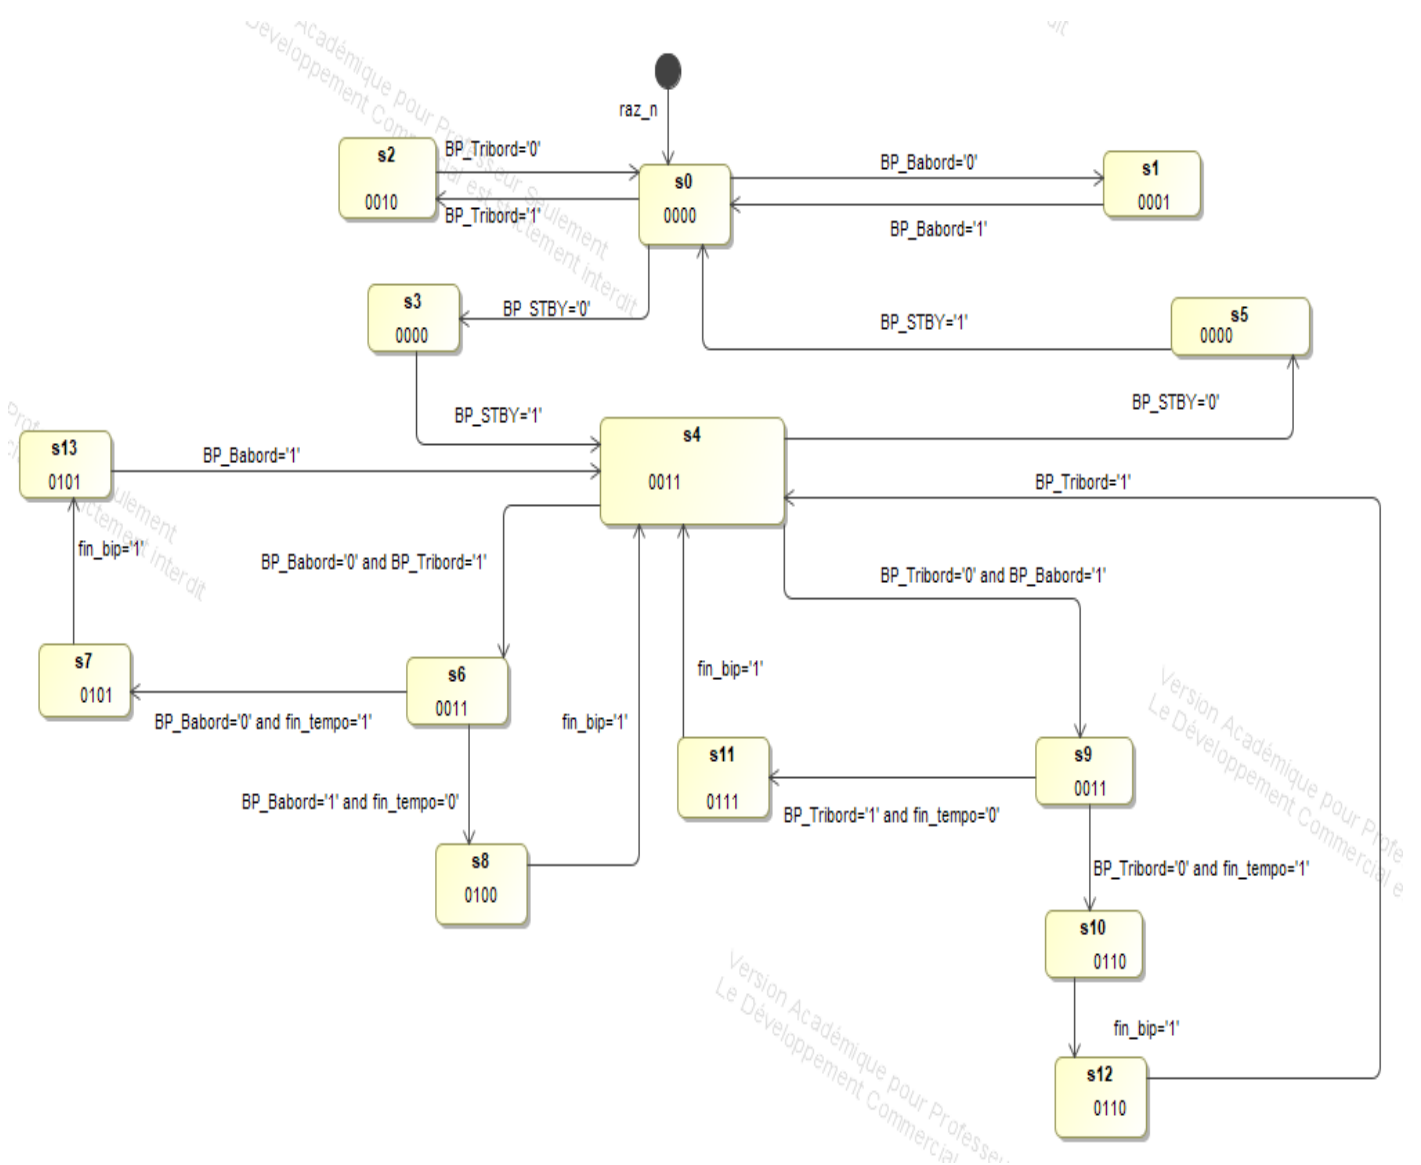 dit
Académique pour Professeur Seulement
Développement Commercial est strictement interdit
raz_n
s2
0010
BP_Tribord='0'
BP_Tribord='1'
s0
0000
BP_Babord='0'
BP_Babord='1'
s1
0001
s3
0000
BP_STBY='0'
BP_STBY='1'
s5
0000
BP_STBY='1'
BP_STBY='0'
s13
0101
BP_Babord='1'
s4
0011
BP_Tribord='1'
fin_bip='1'
BP_Babord='0' and BP_Tribord='1'
BP_Tribord='0' and BP_Babord='1'
s7
0101
s6
0011
BP_Babord='0' and fin_tempo='1'
fin_bip='1'
fin_bip='1'
s11
0111
s9
0011
BP_Babord='1' and fin_tempo='0'
BP_Tribord='1' and fin_tempo='0'
s8
0100
BP_Tribord='0' and fin_tempo='1'
s10
0110
fin_bip='1'
s12
0110
Version Académique pour Profe
Le Développement Commercial e
Version Académique pour Professeu
Le Développement Commercial